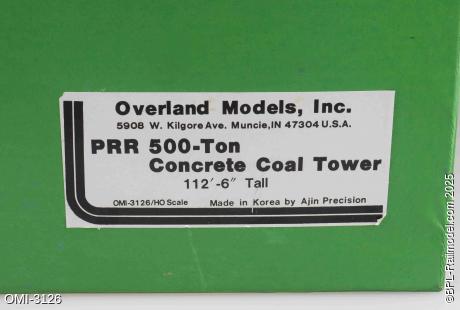 Overland Models, Inc.
5908 W. Kilgore Ave. Muncie, IN 47304 U.S.A.
PRR 500-Ton
Concrete Coal Tower
112'-6" Tall
OMI-3126/HO Scale Made in Korea by Ajin Precision
OMI-3126
©BPL-Railmodel.com 2025